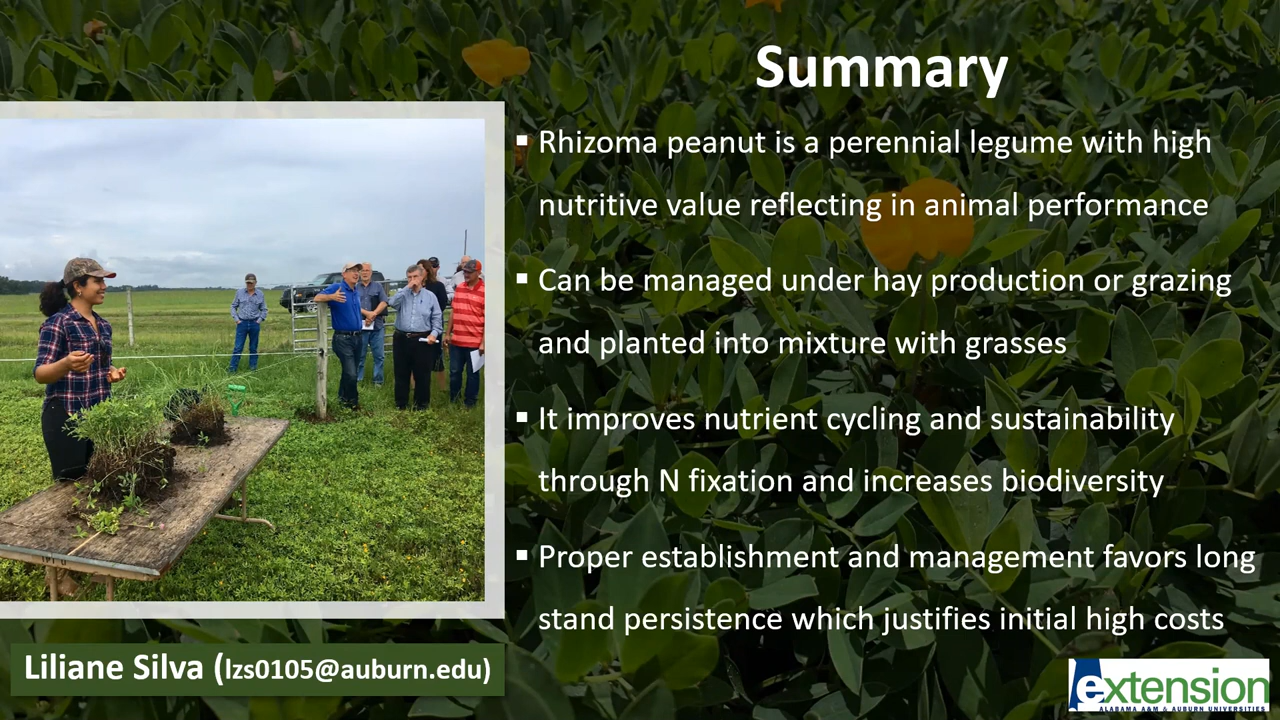 Summary
▪ Rhizoma peanut is a perennial legume with high
nutritive value reflecting in animal performance
▪ Can be managed under hay production or grazing
and planted into mixture with grasses
▪ It improves nutrient cycling and sustainability
through N fixation and increases biodiversity
▪ Proper establishment and management favors long
stand persistence which justifies initial high costs
Liliane Silva (lzs0105@auburn.edu)
extension
ALABAMA A&M & AUBURN UNIVERSITIES